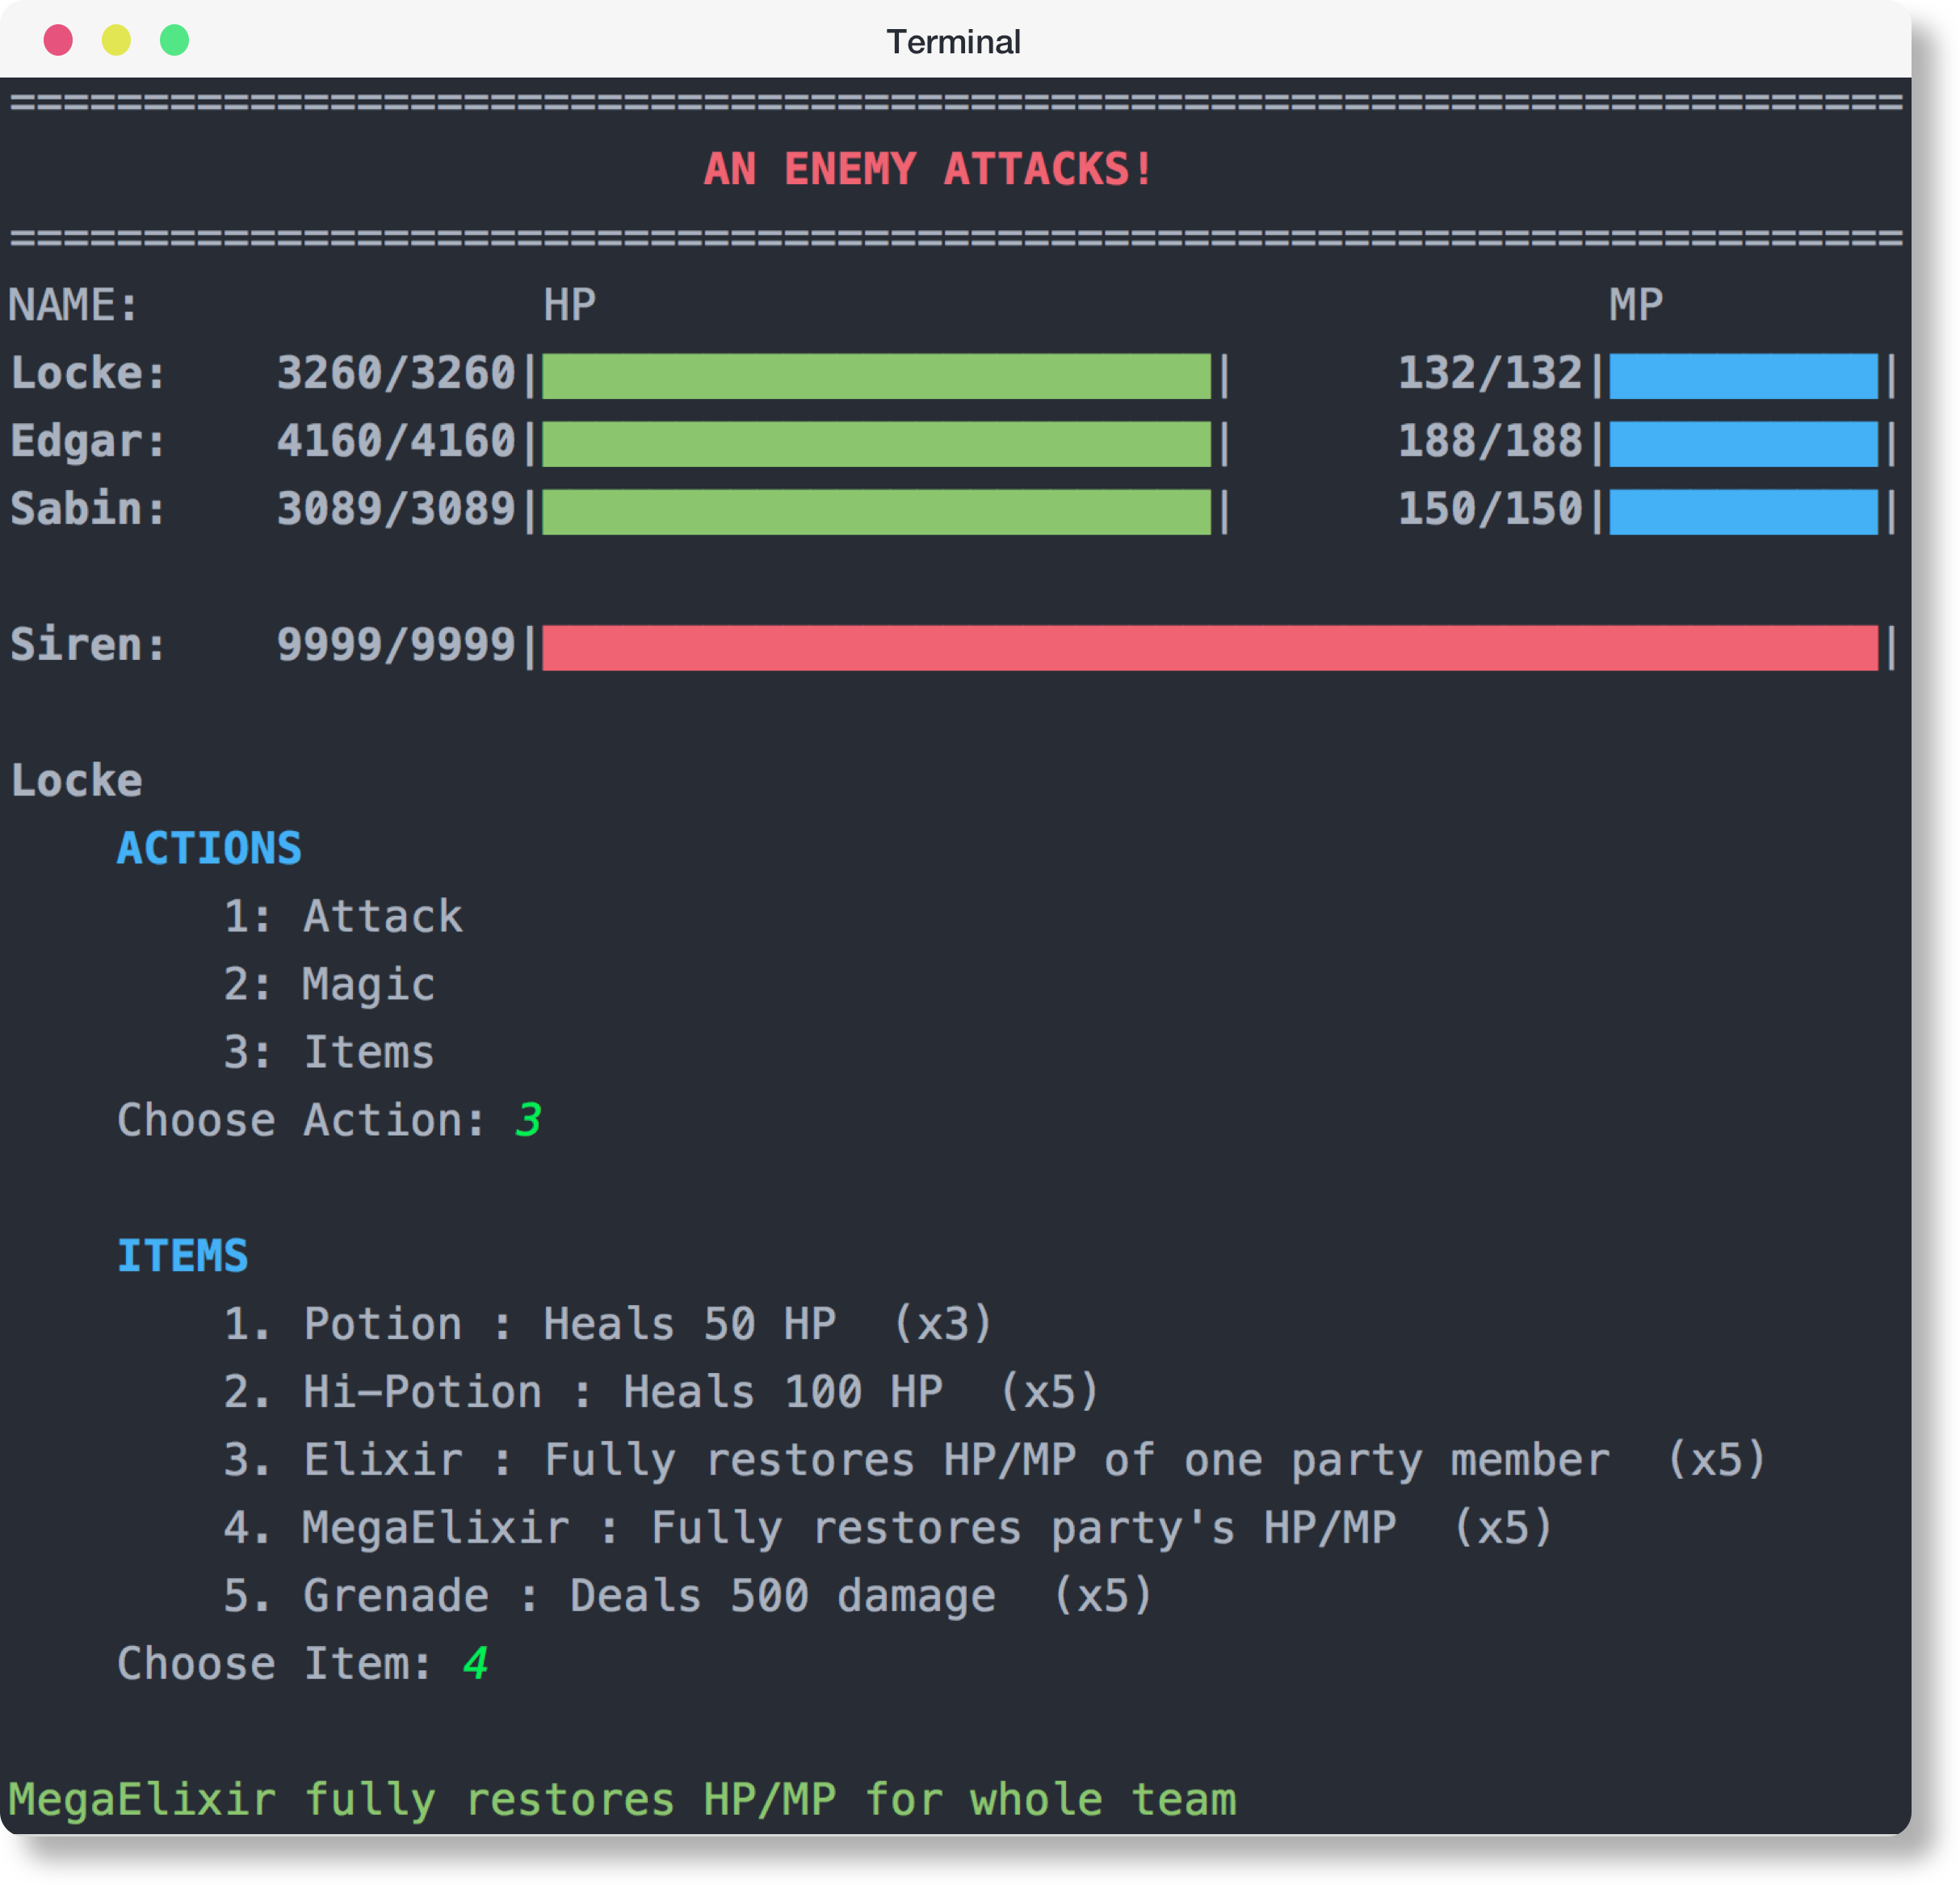 Terminal
=======================================================================
AN ENEMY ATTACKS!
=======================================================================
NAME: HP MP
Locke: 3260/3260| | 132/132| |
Edgar: 4160/4160| | 188/188| |
Sabin: 3089/3089| | 150/150| |
Siren: 9999/9999| |
Locke
ACTIONS
1: Attack
2: Magic
3: Items
Choose Action: 3
ITEMS
1. Potion : Heals 50 HP (x3)
2. Hi-Potion : Heals 100 HP (x5)
3. Elixir : Fully restores HP/MP of one party member (x5)
4. MegaElixir : Fully restores party's HP/MP (x5)
5. Grenade : Deals 500 damage (x5)
Choose Item: 4
MegaElixir fully restores HP/MP for whole team